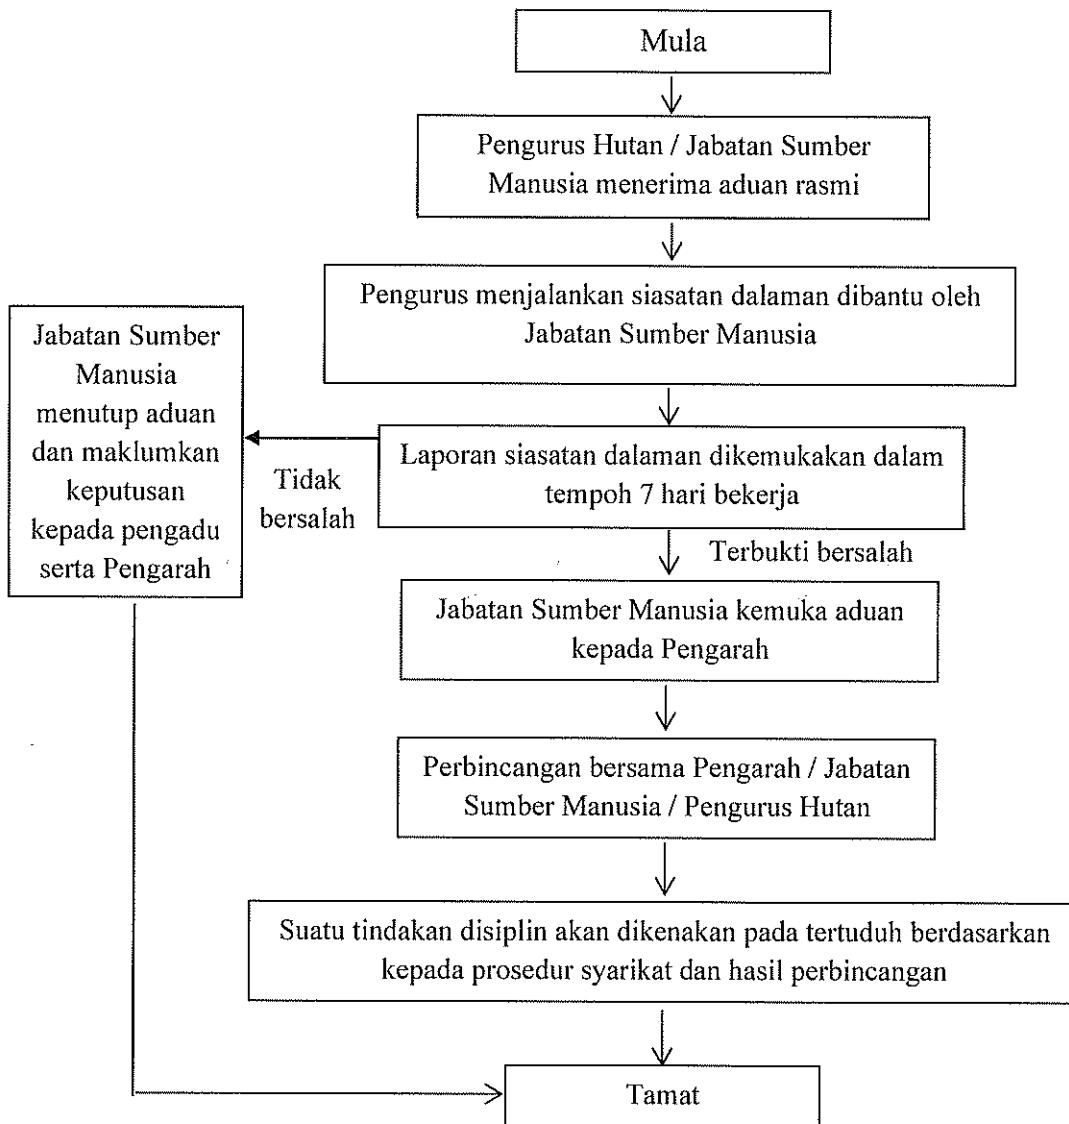 Mula
Pengurus Hutan / Jabatan Sumber
Manusia menerima aduan rasmi
Pengurus menjalankan siasatan dalaman dibantu oleh
Jabatan Sumber Manusia
Laporan siasatan dalaman dikemukakan dalam
tempoh 7 hari bekerja
Tidak
bersalah
Jabatan Sumber
Manusia
menutup aduan
dan maklumkan
keputusan
kepada pengadu
serta Pengarah
Terbukti bersalah
Jabatan Sumber Manusia kemuka aduan
kepada Pengarah
Perbincangan bersama Pengarah / Jabatan
Sumber Manusia / Pengurus Hutan
Suatu tindakan disiplin akan dikenakan pada tertuduh berdasarkan
kepada prosedur syarikat dan hasil perbincangan
Tamat